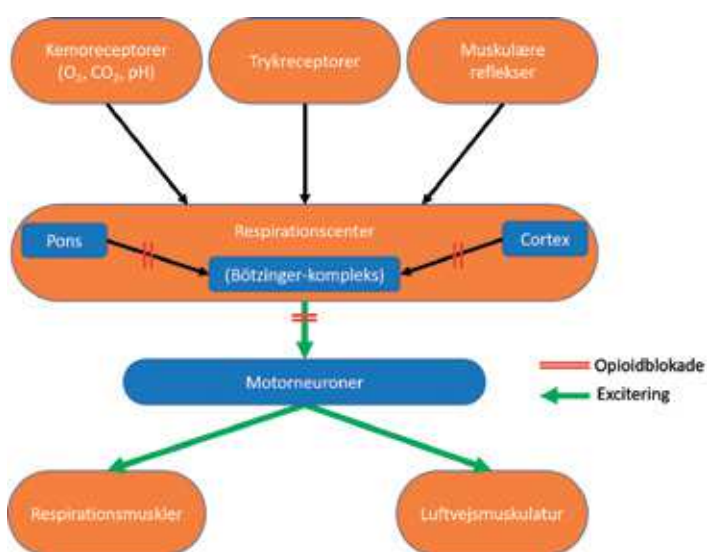 Kemoreceptorer
(O₂, CO₂, pH)
Trykreceptorer
Muskulære
reflekser
Respirationscenter
Pons
Cortex
(Bötzinger-kompleks)
Motorneuroner
Opioidblokade
Excitering
Respirationsmuskler
Luftvejsmuskulatur